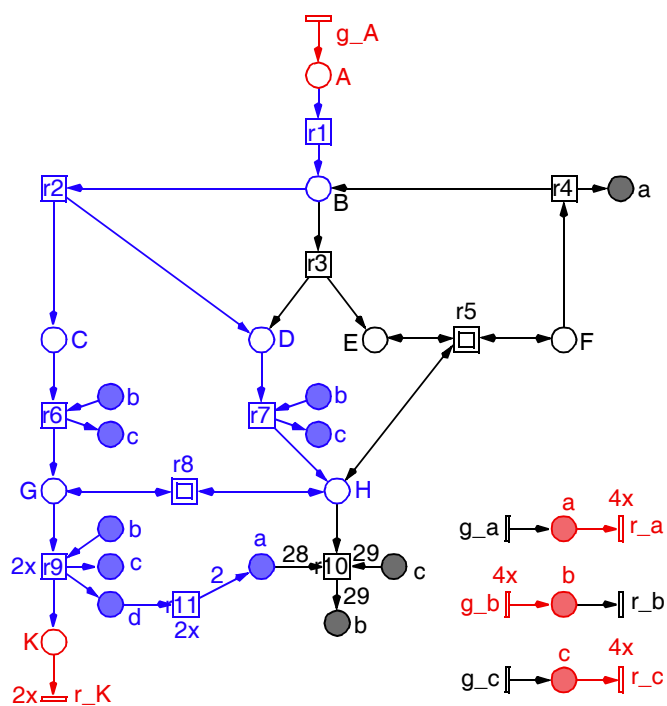 g_A
A
r1
r2
B
r4
a
r3
r5
C
D
E
F
r6
b
c
r7
b
c
r8
G
H
a
4x
g_a
r_a
b
a
28
29
2x
r9
c
2
r10
c
4x
b
g_b
r_b
d
r11
29
2x
b
K
c
4x
g_c
r_c
2x
r_K